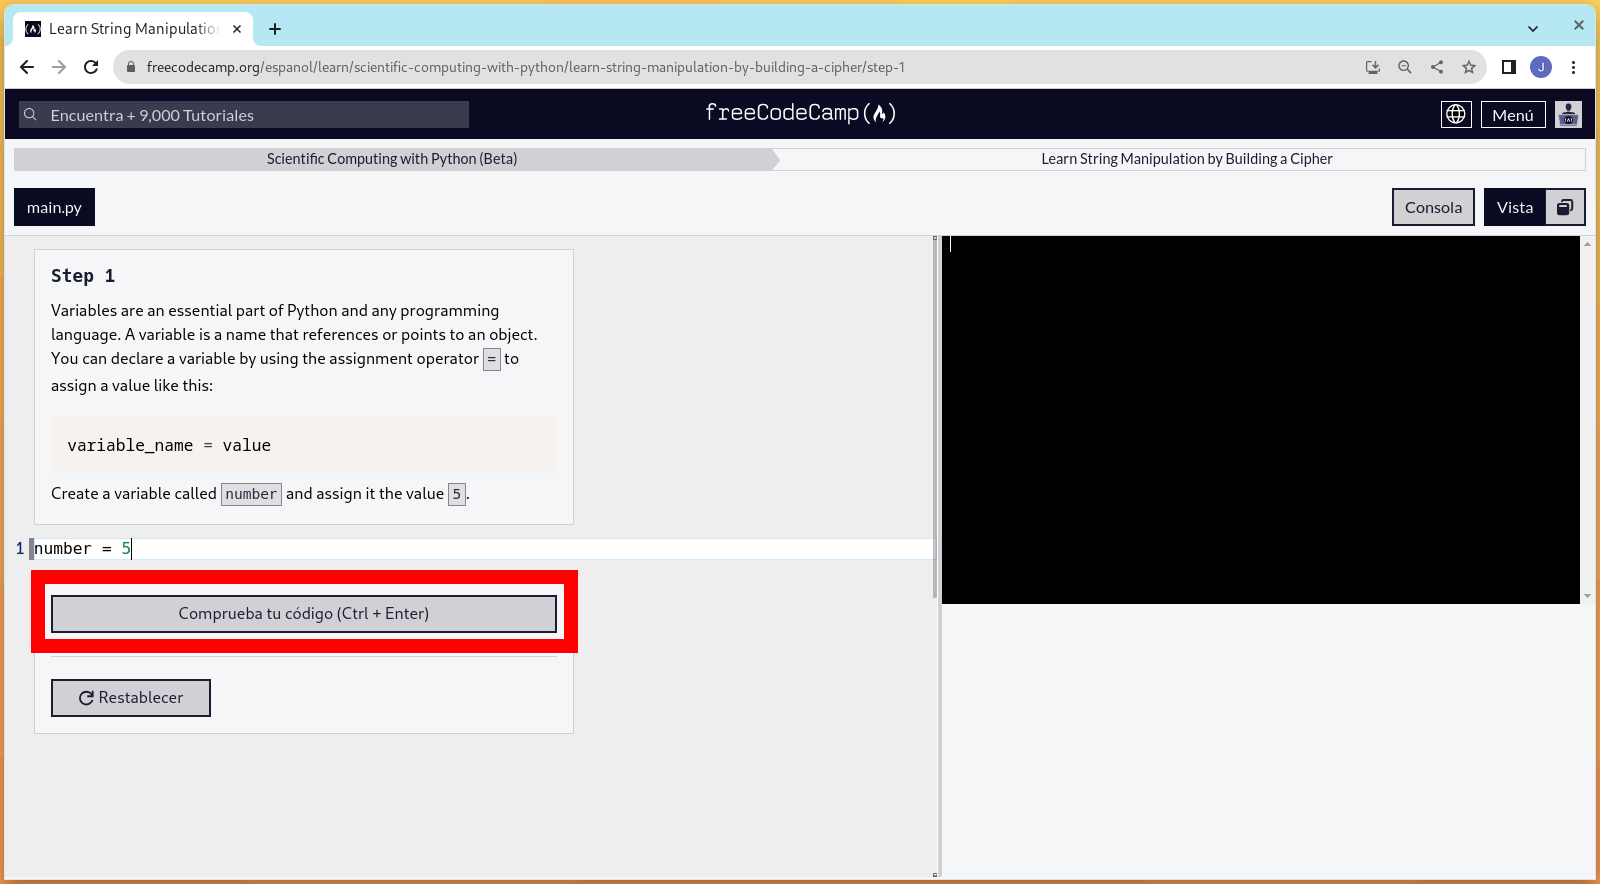 Learn String Manipulatio
freecodecamp.org/espanol/learn/scientific-computing-with-python/learn-string-manipulation-by-building-a-cipher/step-1
J
Encuentra + 9,000 Tutoriales
freeCodeCamp
Menú
Scientific Computing with Python (Beta)
Learn String Manipulation by Building a Cipher
main.py
Consola
Vista
Step 1
Variables are an essential part of Python and any programming
language. A variable is a name that references or points to an object.
You can declare a variable by using the assignment operator = to
assign a value like this:
variable_name = value
Create a variable called number and assign it the value 5.
1 number = 5
Comprueba tu código (Ctrl + Enter)
Restablecer